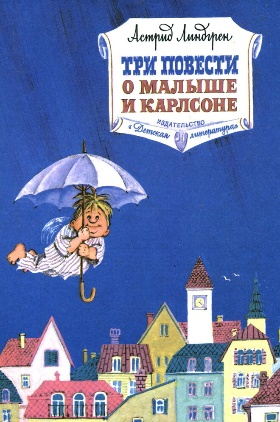 Астрид Линдгрен
ТРИ ПОВЕСТИ
О МАЛЫШЕ
И КАРЛСОНЕ
ИЗДАТЕЛЬСТВО
«Детская литература»